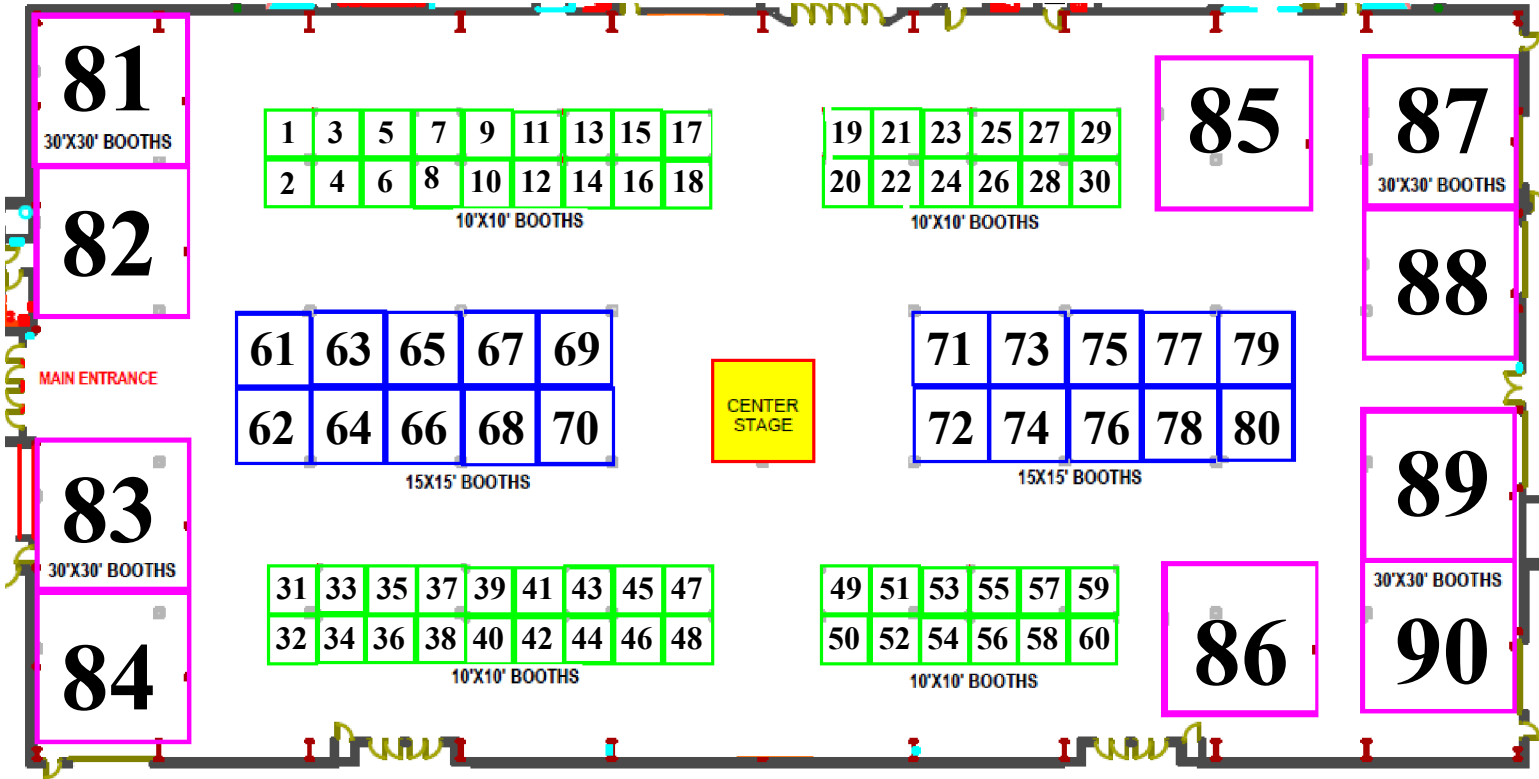 81
30'X30' BOOTHS
82
MAIN ENTRANCE
83
30'X30' BOOTHS
84
1 3 5 7 9 11 13 15 17
2 4 6 8 10 12 14 16 18
10'X10' BOOTHS
19 21 23 25 27 29
20 22 24 26 28 30
10'X10' BOOTHS
61 63 65 67 69
62 64 66 68 70
15X15' BOOTHS
CENTER
STAGE
71 73 75 77 79
72 74 76 78 80
15X15' BOOTHS
31 33 35 37 39 41 43 45 47
32 34 36 38 40 42 44 46 48
10'X10' BOOTHS
49 51 53 55 57 59
50 52 54 56 58 60
10'X10' BOOTHS
85
86
87
30'X30' BOOTHS
88
89
30'X30' BOOTHS
90